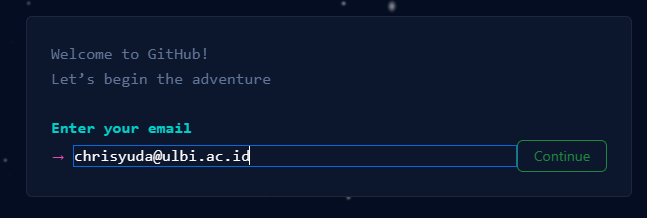 Welcome to GitHub!
Let’s begin the adventure
Enter your email
→ chrisyuda@ulbi.ac.id Continue